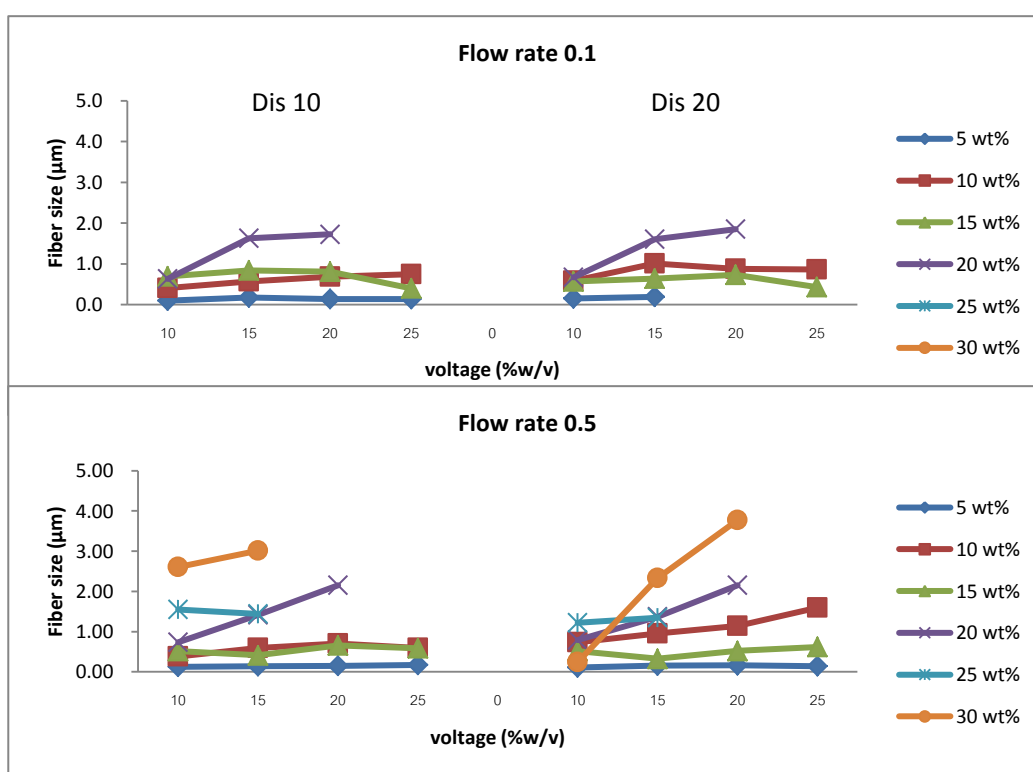 Flow rate 0.1
Dis 10 Dis 20
5.0
4.0
3.0
2.0
1.0
0.0
Fiber size (µm)
10 15 20 25 0 10 15 20 25
voltage (%w/v)
5 wt%
10 wt%
15 wt%
20 wt%
25 wt%
30 wt%
Flow rate 0.5
5.00
4.00
3.00
2.00
1.00
0.00
Fiber size (µm)
10 15 20 25 0 10 15 20 25
voltage (%w/v)
5 wt%
10 wt%
15 wt%
20 wt%
25 wt%
30 wt%